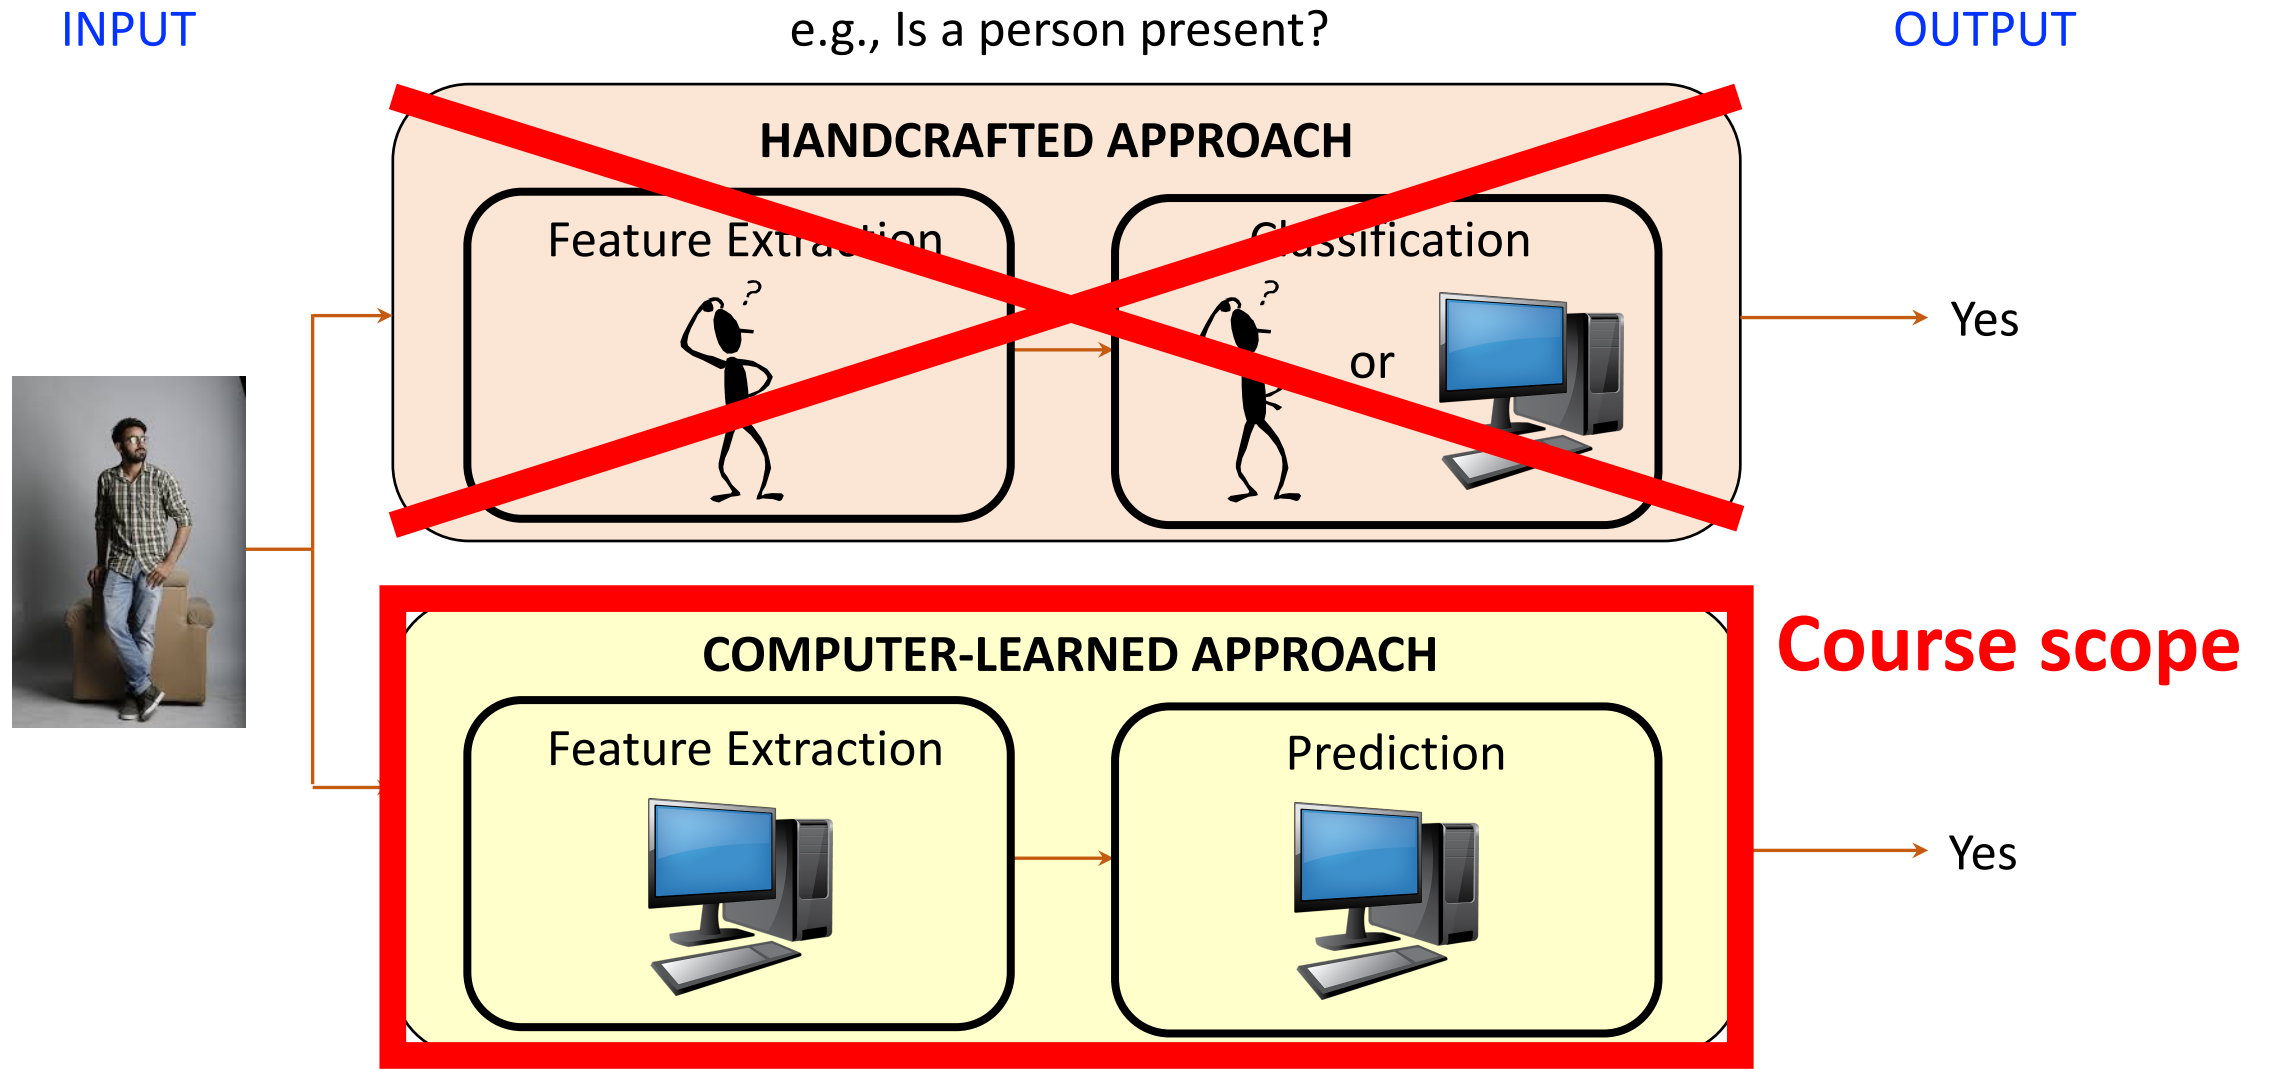 INPUT
e.g., Is a person present?
OUTPUT
HANDCRAFTED APPROACH
Feature Extraction
Classification
?
?
or
Yes
COMPUTER-LEARNED APPROACH
Course scope
Feature Extraction
Prediction
Yes